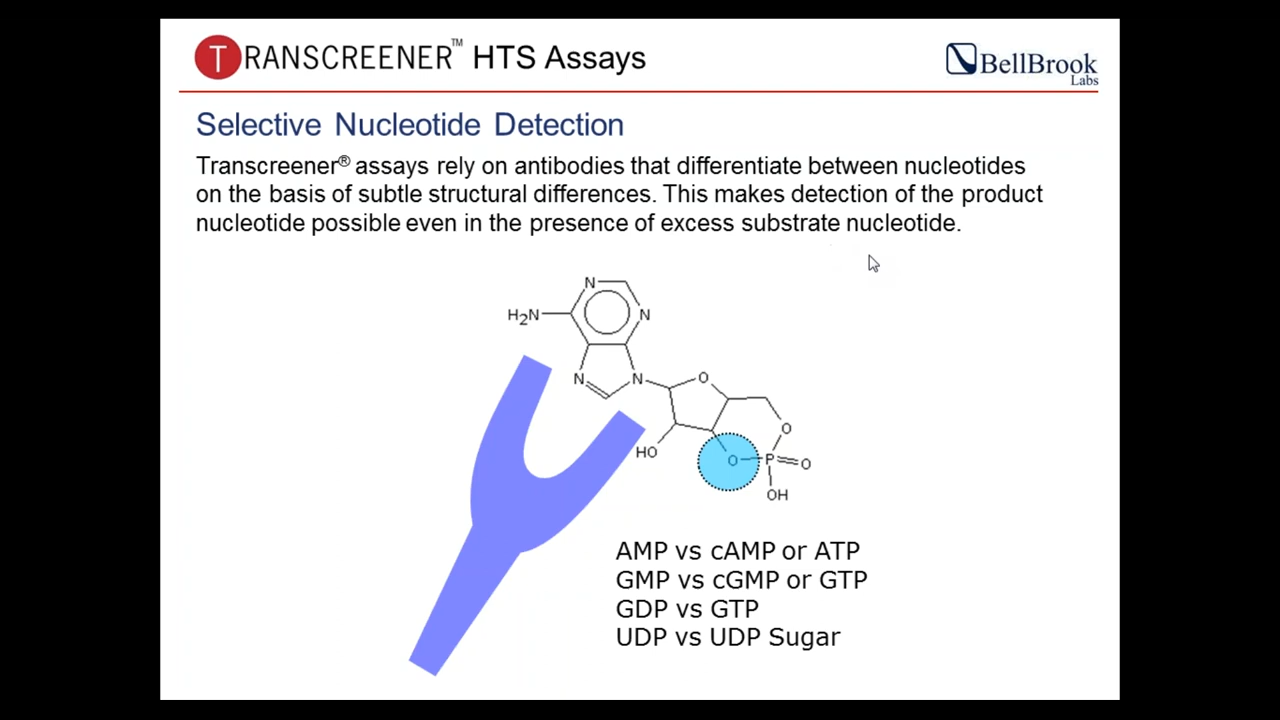 TRANSCREENER™ HTS Assays
BellBrook
Labs
Selective Nucleotide Detection
Transcreener® assays rely on antibodies that differentiate between nucleotides
on the basis of subtle structural differences. This makes detection of the product
nucleotide possible even in the presence of excess substrate nucleotide.
N
H2N
N
N
N
O
O
HO
O
P
O
OH
AMP vs cAMP or ATP
GMP vs cGMP or GTP
GDP vs GTP
UDP vs UDP Sugar